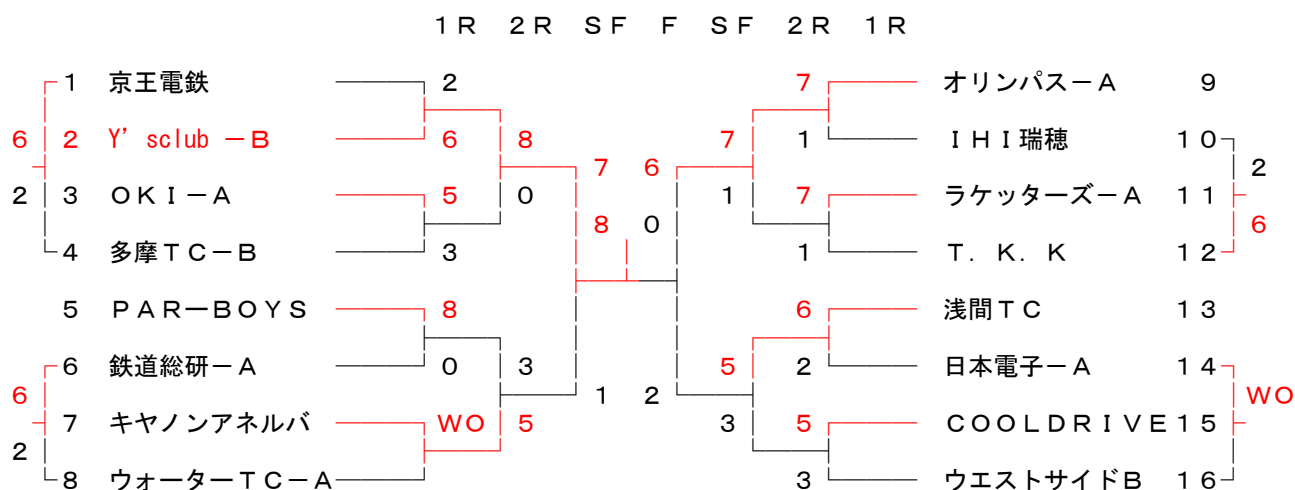 1R 2R SF F SF 2R 1R
1 京王電鉄 2 7 オリンパス－A 9
6 2 Y’sclub －B 6 8 7 1 IHI瑞穂 10
7 6 2
2 3 OKI－A 5 0 1 7 ラケッターズ－A 11
8 0 6
4 多摩TC－B 3 1 T．K．K 12
5 PAR－BOYS 8 6 浅間TC 13
6 鉄道総研－A 0 3 5 2 日本電子－A 14
6 1 2 WO
7 キヤノンアネルバ WO 5 3 5 COOLDRIVE 15
2
8 ウォーターTC－A 3 ウエストサイドB 16